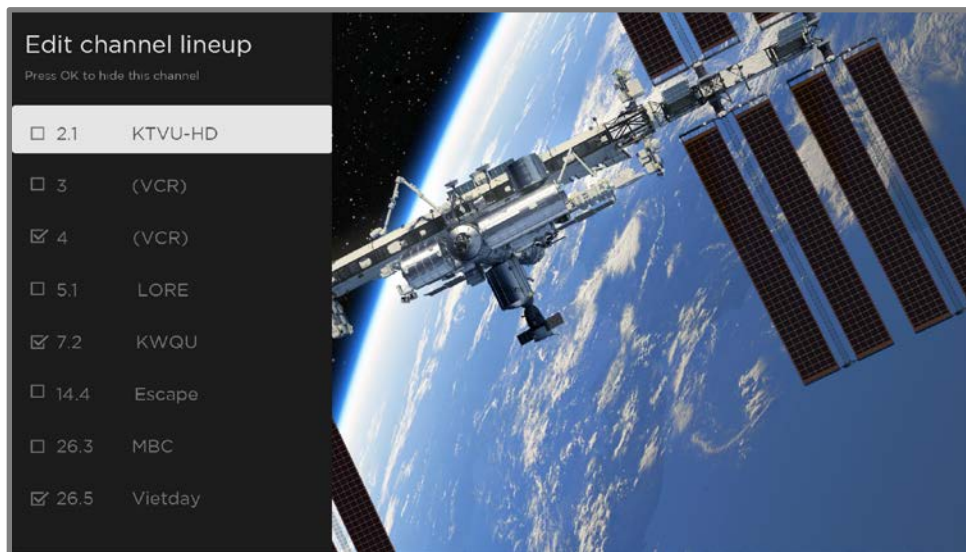 Edit channel lineup
Press OK to hide this channel
2.1 KTVU-HD
3 (VCR)
4 (VCR)
5.1 LORE
7.2 KWQU
14.4 Escape
26.3 MBC
26.5 Vietday